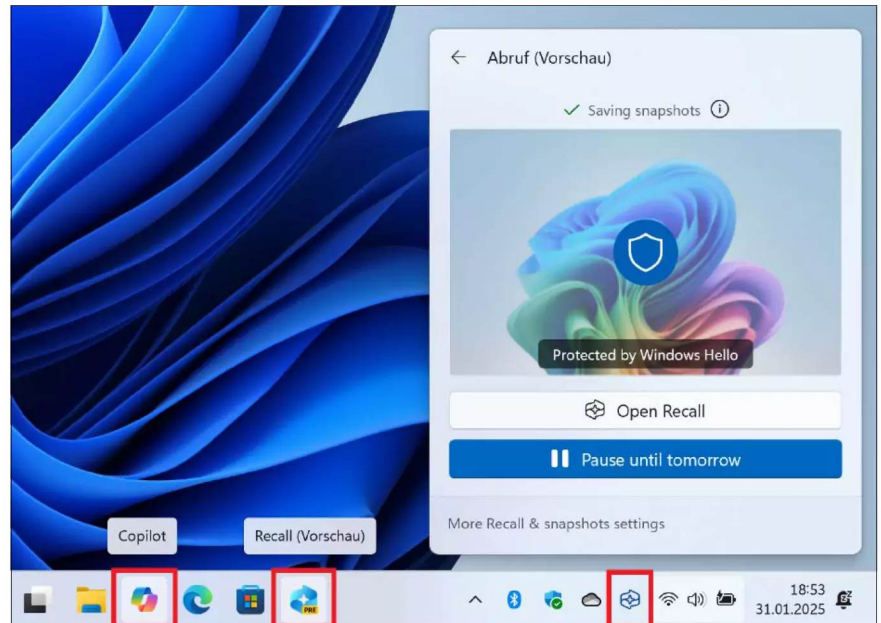 Abruf (Vorschau)
Saving snapshots
Protected by Windows Hello
Open Recall
Pause until tomorrow
More Recall & snapshots settings
Copilot
Recall (Vorschau)
PRE
18:53
31.01.2025